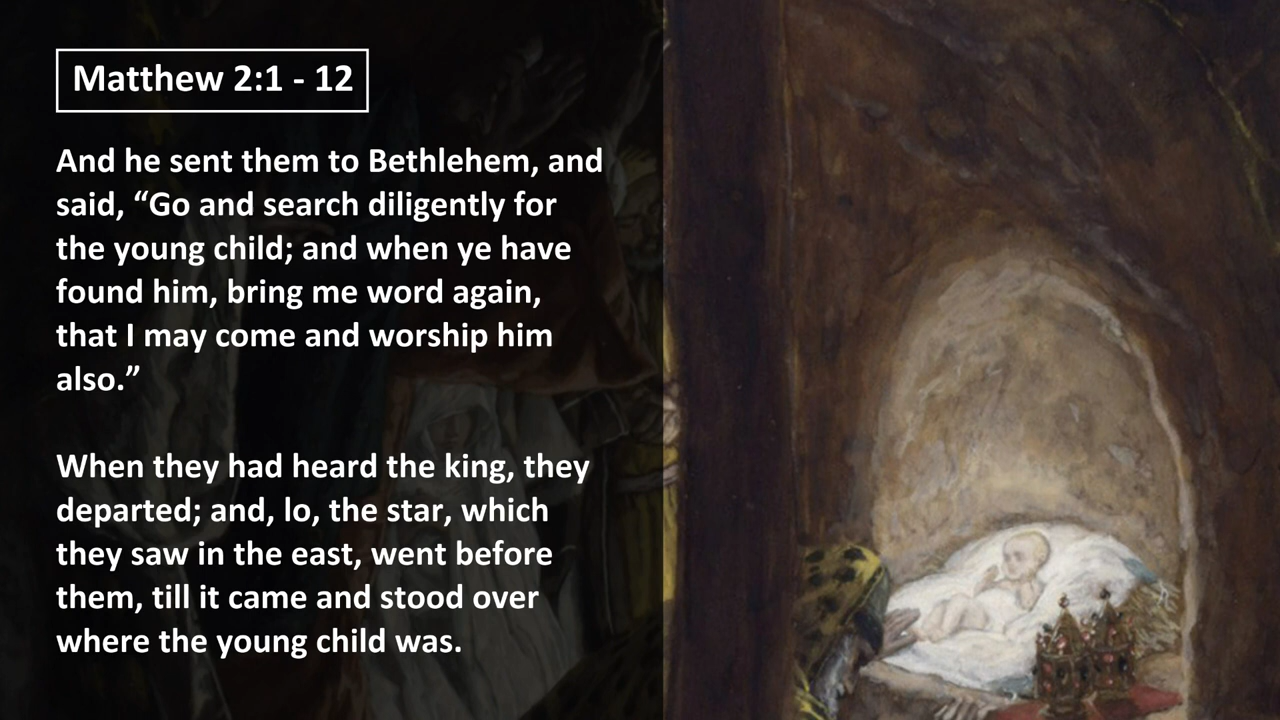 Matthew 2:1 - 12
And he sent them to Bethlehem, and
said, “Go and search diligently for
the young child; and when ye have
found him, bring me word again,
that I may come and worship him
also.”
When they had heard the king, they
departed; and, lo, the star, which
they saw in the east, went before
them, till it came and stood over
where the young child was.